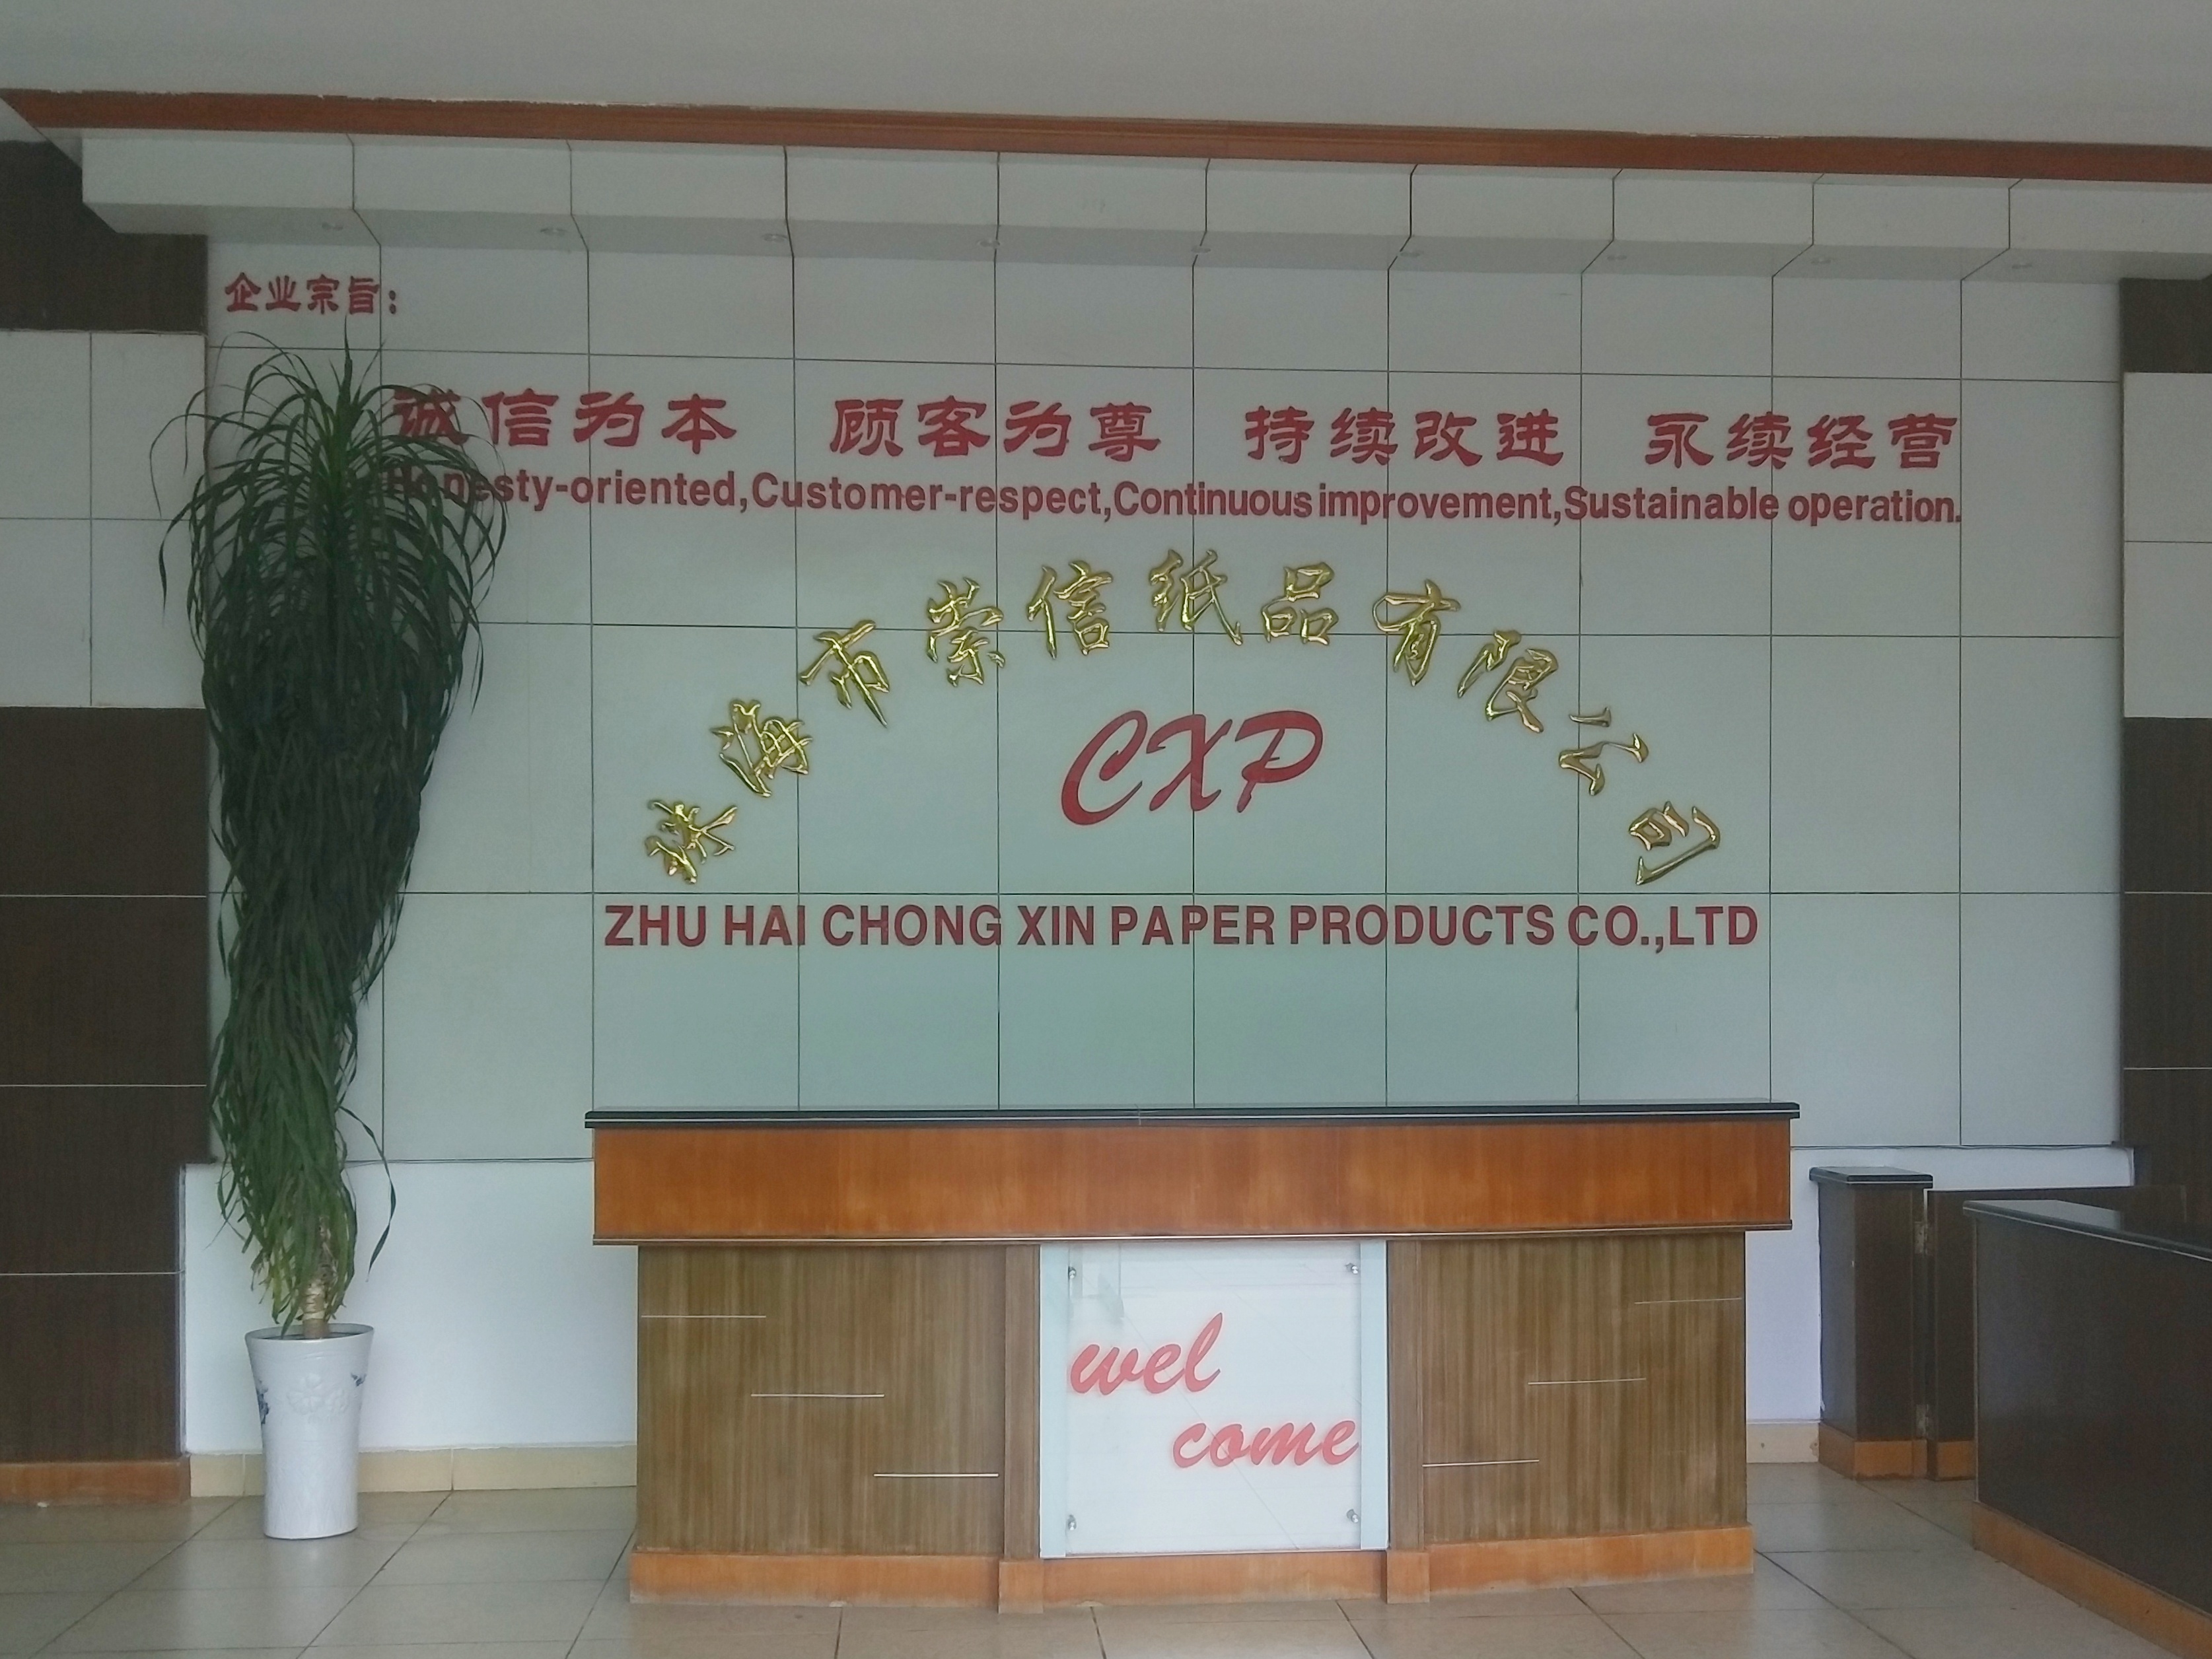 企业宗旨：
诚信为本 顾客为尊 持续改进 永续经营
Honesty-oriented,Customer-respect,Continuous improvement,Sustainable operation.
珠海市崇信纸品有限公司
CXP
ZHU HAI CHONG XIN PAPER PRODUCTS CO.,LTD
wel
come